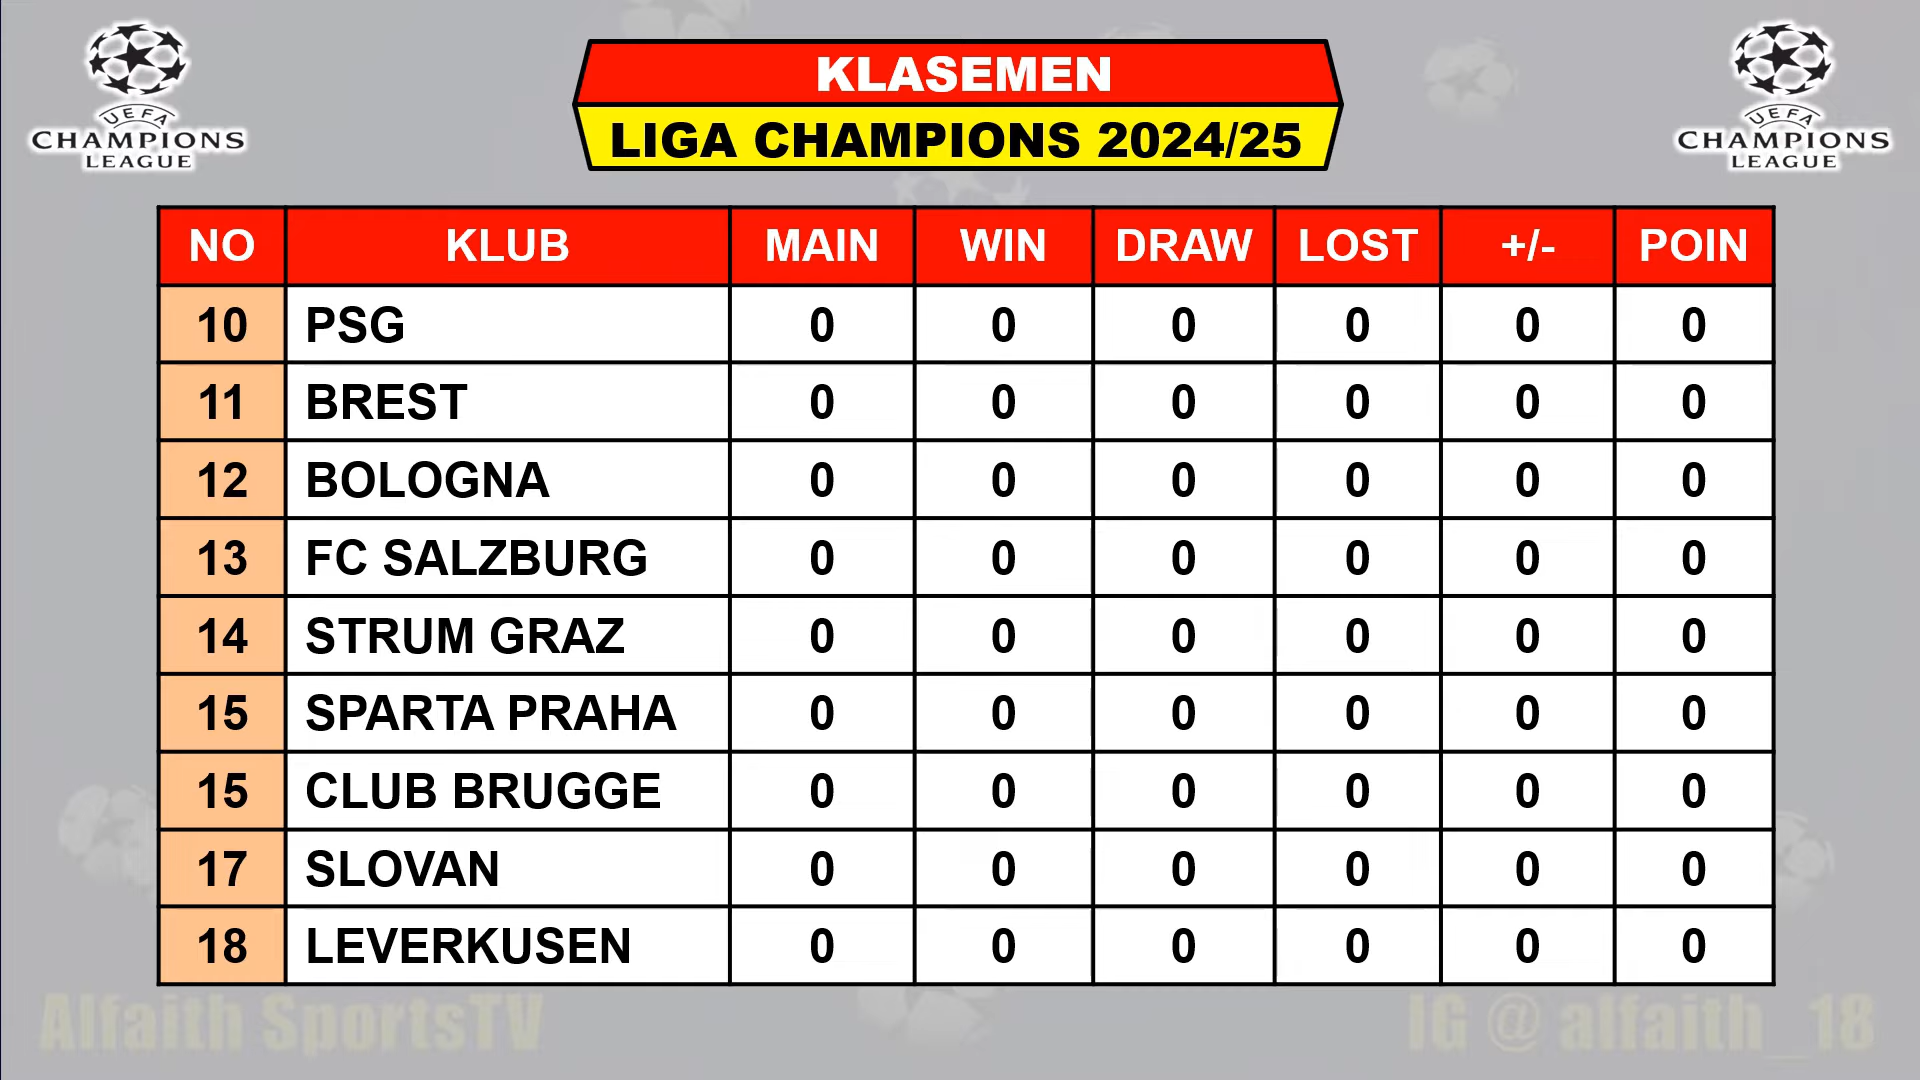 UEFA
CHAMPIONS
LEAGUE
KLASEMEN
LIGA CHAMPIONS 2024/25
UEFA
CHAMPIONS
LEAGUE
NO KLUB MAIN WIN DRAW LOST +/- POIN
10 PSG 0 0 0 0 0 0
11 BREST 0 0 0 0 0 0
12 BOLOGNA 0 0 0 0 0 0
13 FC SALZBURG 0 0 0 0 0 0
14 STRUM GRAZ 0 0 0 0 0 0
15 SPARTA PRAHA 0 0 0 0 0 0
15 CLUB BRUGGE 0 0 0 0 0 0
17 SLOVAN 0 0 0 0 0 0
18 LEVERKUSEN 0 0 0 0 0 0
Alfaith SportsTV
IG @ alfaith_18